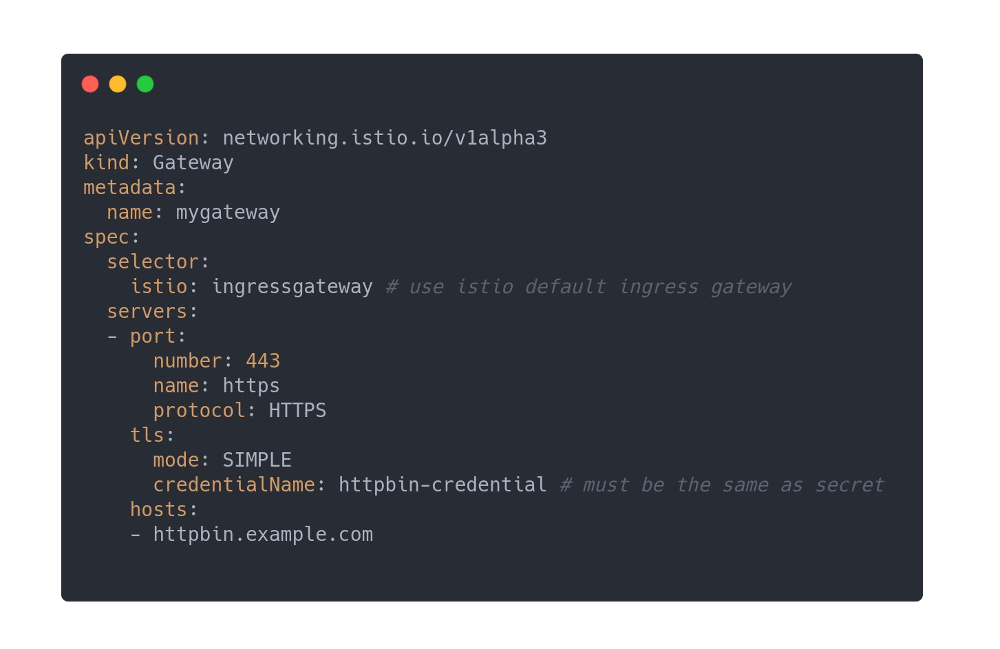 apiVersion: networking.istio.io/v1alpha3
kind: Gateway
metadata:
  name: mygateway
spec:
  selector:
    istio: ingressgateway # use istio default ingress gateway
  servers:
  - port:
      number: 443
      name: https
      protocol: HTTPS
    tls:
      mode: SIMPLE
      credentialName: httpbin-credential # must be the same as secret
    hosts:
    - httpbin.example.com